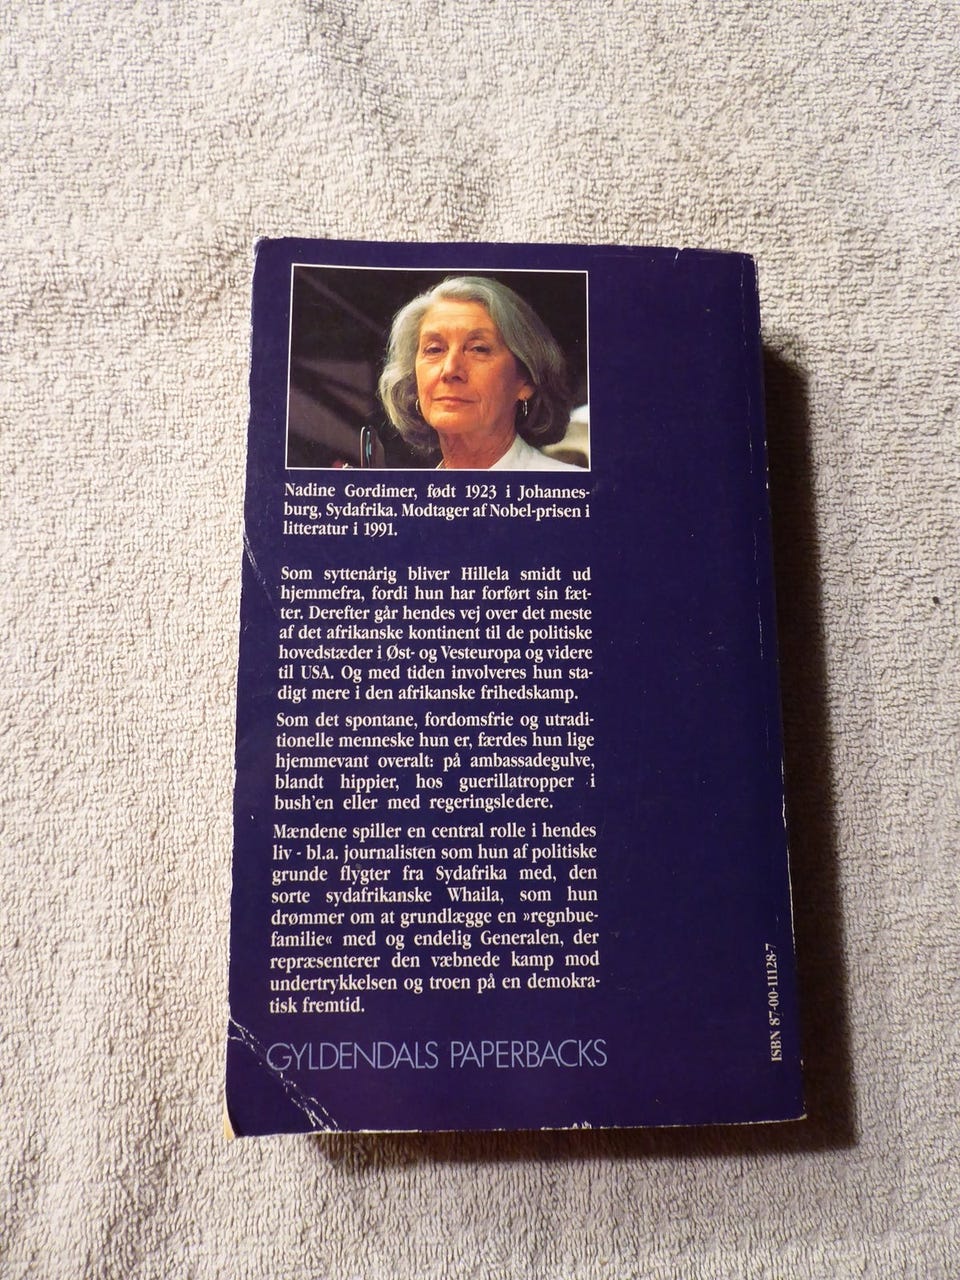 Nadine Gordimer, født 1923 i Johannes-
burg, Sydafrika. Modtager af Nobel-prisen i
litteratur i 1991.
Som syttenårig bliver Hillela smidt ud
hjemmefra, fordi hun har forført sin fæt-
ter. Derefter går hendes vej over det meste
af det afrikanske kontinent til de politiske
hovedstæder i Øst- og Vesteuropa og videre
til USA. Og med tiden involveres hun sta-
digt mere i den afrikanske frihedskamp.
Som det spontane, fordomsfrie og utradi-
tionelle menneske hun er, færdes hun lige
hjemmevant overalt: på ambassadegulve,
blandt hippier, hos guerillatropper i
bush'en eller med regeringsledere.
Mændene spiller en central rolle i hendes
liv - bl.a. journalisten som hun af politiske
grunde flygter fra Sydafrika med, den
sorte sydafrikanske Whaila, som hun
drømmer om at grundlægge en »regnbue-
familie« med og endelig Generalen, der
repræsenterer den væbnede kamp mod
undertrykkelsen og troen på en demokra-
tisk fremtid.
GYLDENDALS PAPERBACKS
ISBN 87-00-11128-7